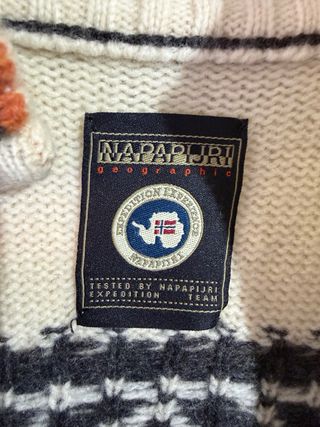 NAPAPIJRI
geographic
EXPEDITION EXPERIENCE
NAPAPIJRI
TESTED BY NAPAPIJRI
EXPEDITION TEAM